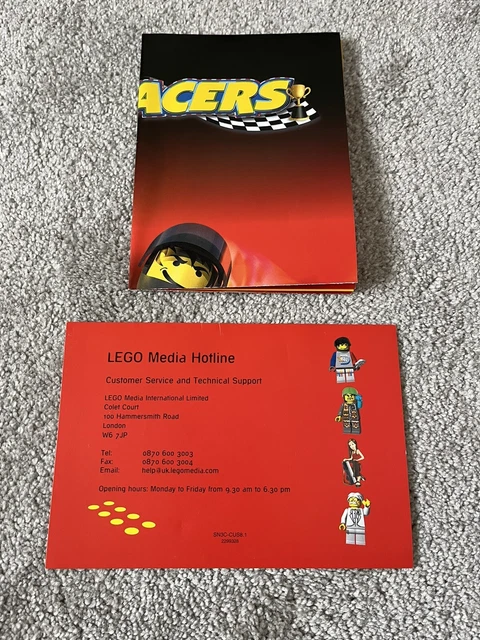 ACERS
LEGO Media Hotline
Customer Service and Technical Support
LEGO Media International Limited
Colet Court
100 Hammersmith Road
London
W6 7JP
Tel: 0870 600 3003
Fax: 0870 600 3004
Email: help@uk.legomedia.com
Opening hours: Monday to Friday from 9.30 am to 6.30 pm